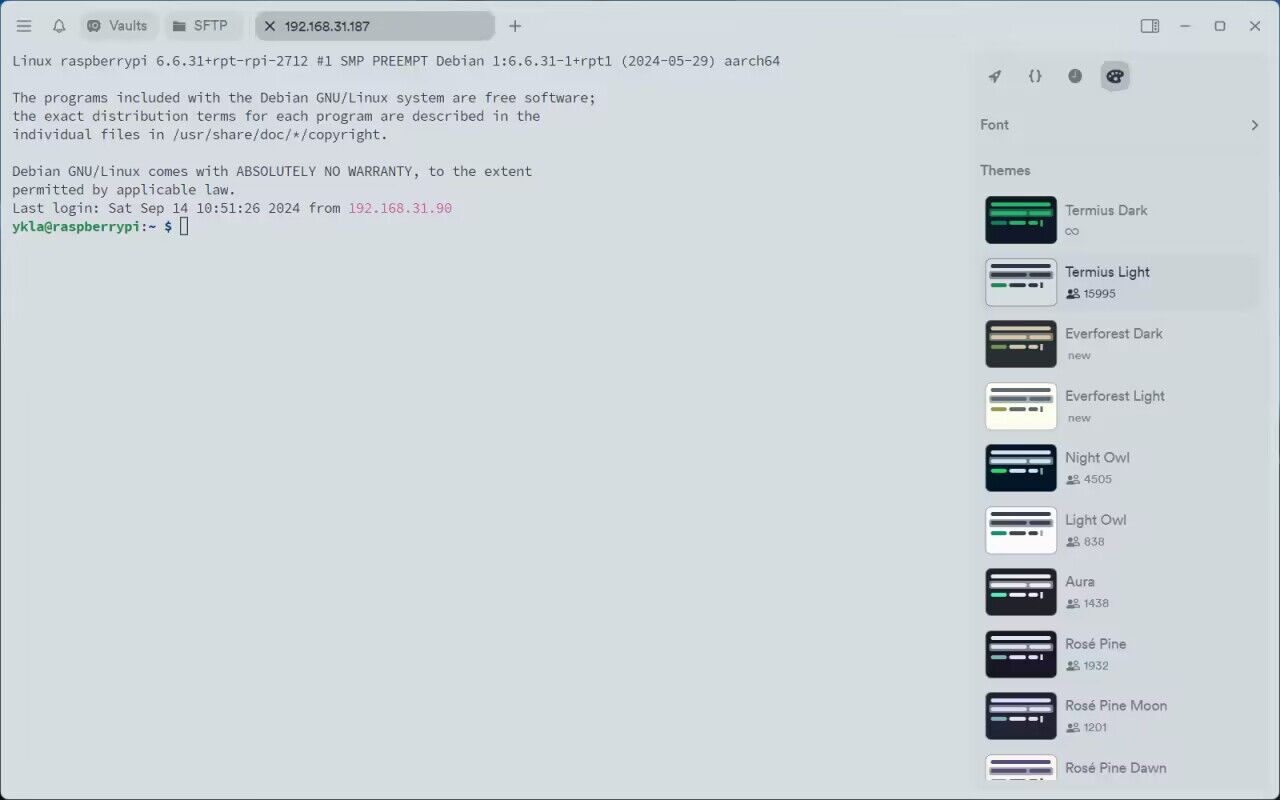 Vaults
SFTP
192.168.31.187
Linux raspberrypi 6.6.31+rpt-rpi-2712 #1 SMP PREEMPT Debian 1:6.6.31-1+rpt1 (2024-05-29) aarch64
The programs included with the Debian GNU/Linux system are free software;
the exact distribution terms for each program are described in the
individual files in /usr/share/doc/*/copyright.
Debian GNU/Linux comes with ABSOLUTELY NO WARRANTY, to the extent
permitted by applicable law.
Last login: Sat Sep 14 10:51:26 2024 from 192.168.31.90
ykla@raspberrypi:~ $
Font
Themes
Termius Dark
∞
Termius Light
15995
Everforest Dark
new
Everforest Light
new
Night Owl
4505
Light Owl
838
Aura
1438
Rosé Pine
1932
Rosé Pine Moon
1201
Rosé Pine Dawn